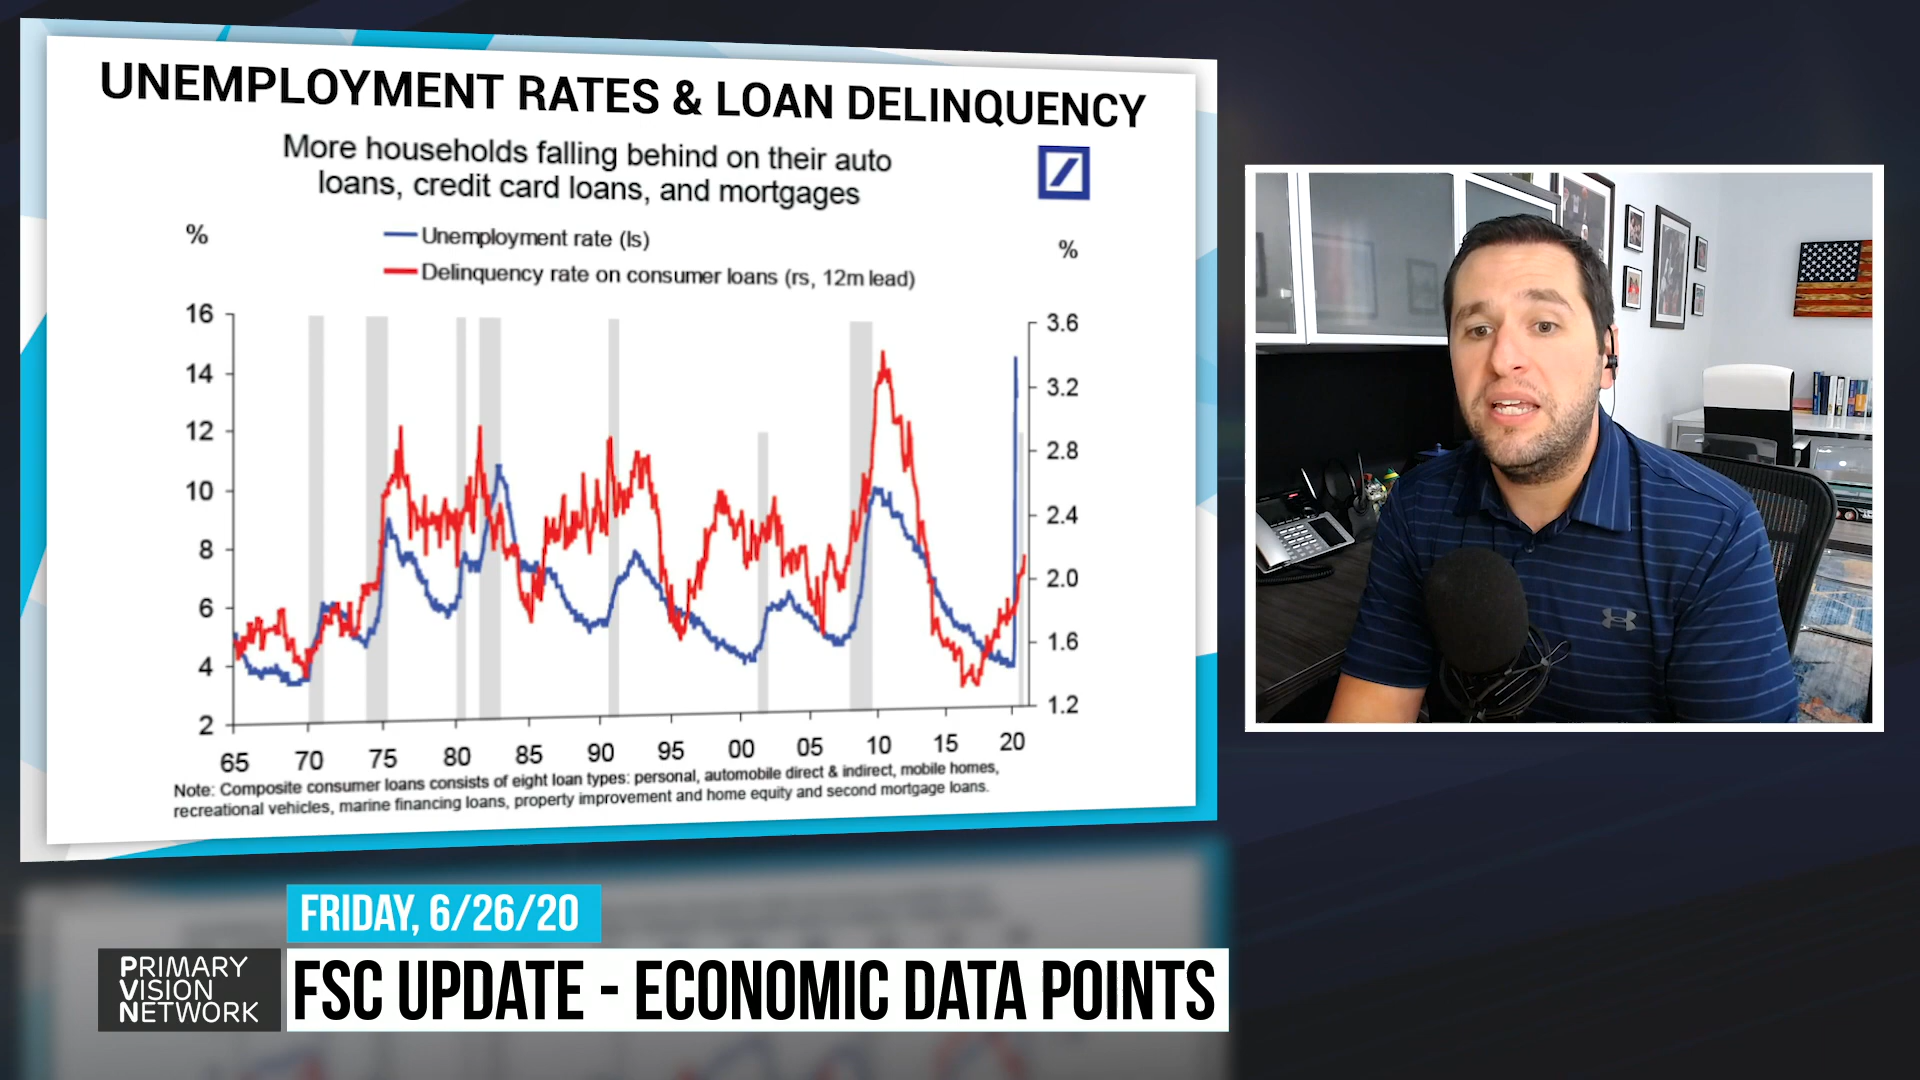 UNEMPLOYMENT RATES & LOAN DELINQUENCY
More households falling behind on their auto
loans, credit card loans, and mortgages
%
%
Unemployment rate (ls)
Delinquency rate on consumer loans (rs, 12m lead)
16
14
12
10
8
6
4
2
3.6
3.2
2.8
2.4
2.0
1.6
1.2
65 70 75 80 85 90 95 00 05 10 15 20
Note: Composite consumer loans consists of eight loan types: personal, automobile direct & indirect, mobile homes,
recreational vehicles, marine financing loans, property improvement and home equity and second mortgage loans.
FRIDAY, 6/26/20
PRIMARY
VISION
NETWORK
FSC UPDATE - ECONOMIC DATA POINTS